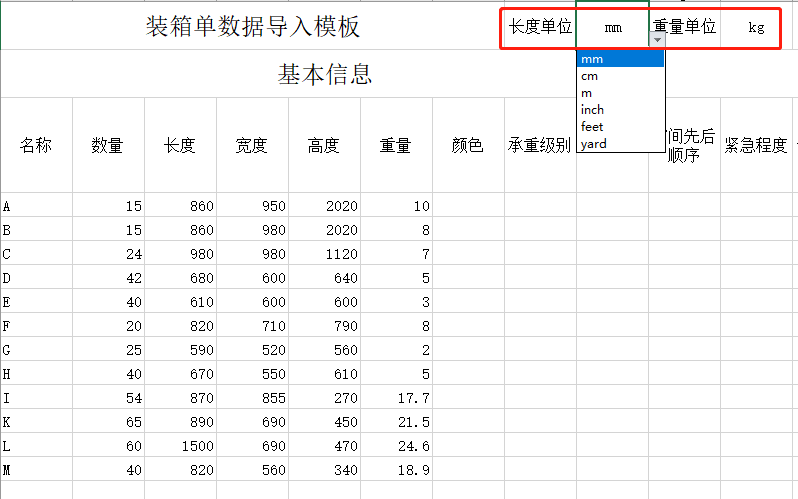 装箱单数据导入模板 长度单位 mm 重量单位 kg
mm
cm
m
inch
feet
yard
基本信息
名称 数量 长度 宽度 高度 重量 颜色 承重级别 间先后顺序 紧急程度
A 15 860 950 2020 10
B 15 860 980 2020 8
C 24 980 980 1120 7
D 42 680 600 640 5
E 40 610 600 600 3
F 20 820 710 790 8
G 25 590 520 560 2
H 40 670 550 610 5
I 54 870 855 270 17.7
K 65 890 690 450 21.5
L 60 1500 690 470 24.6
M 40 820 560 340 18.9